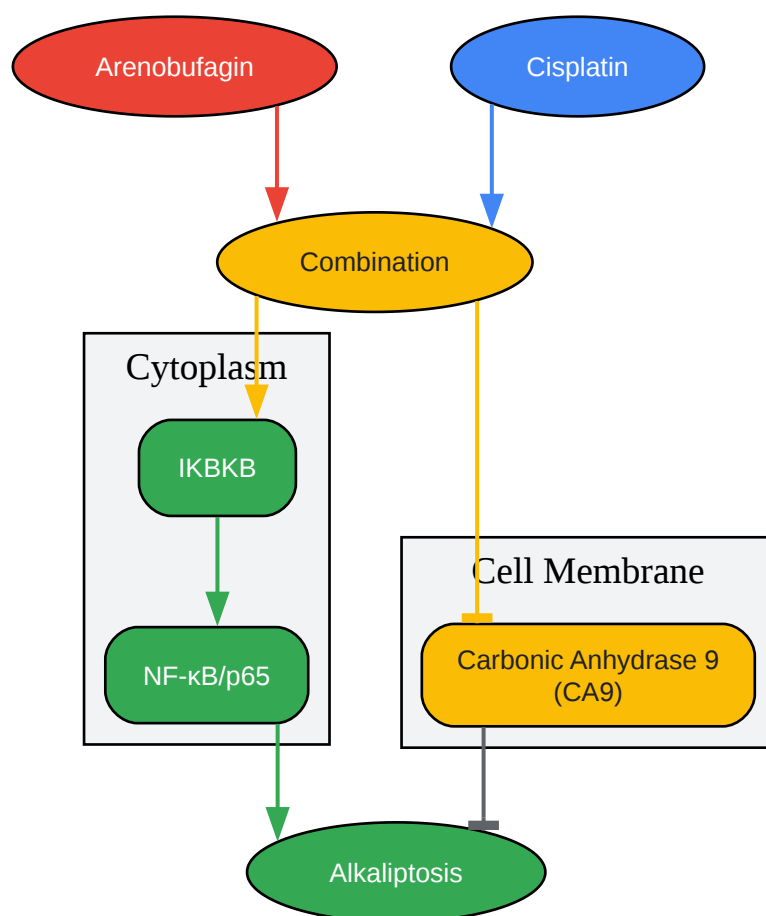 Arenobufagin
Cisplatin
Combination
Cytoplasm
IKBKB
Cell Membrane
NF-κB/p65
Carbonic Anhydrase 9
(CA9)
Alkaliptosis